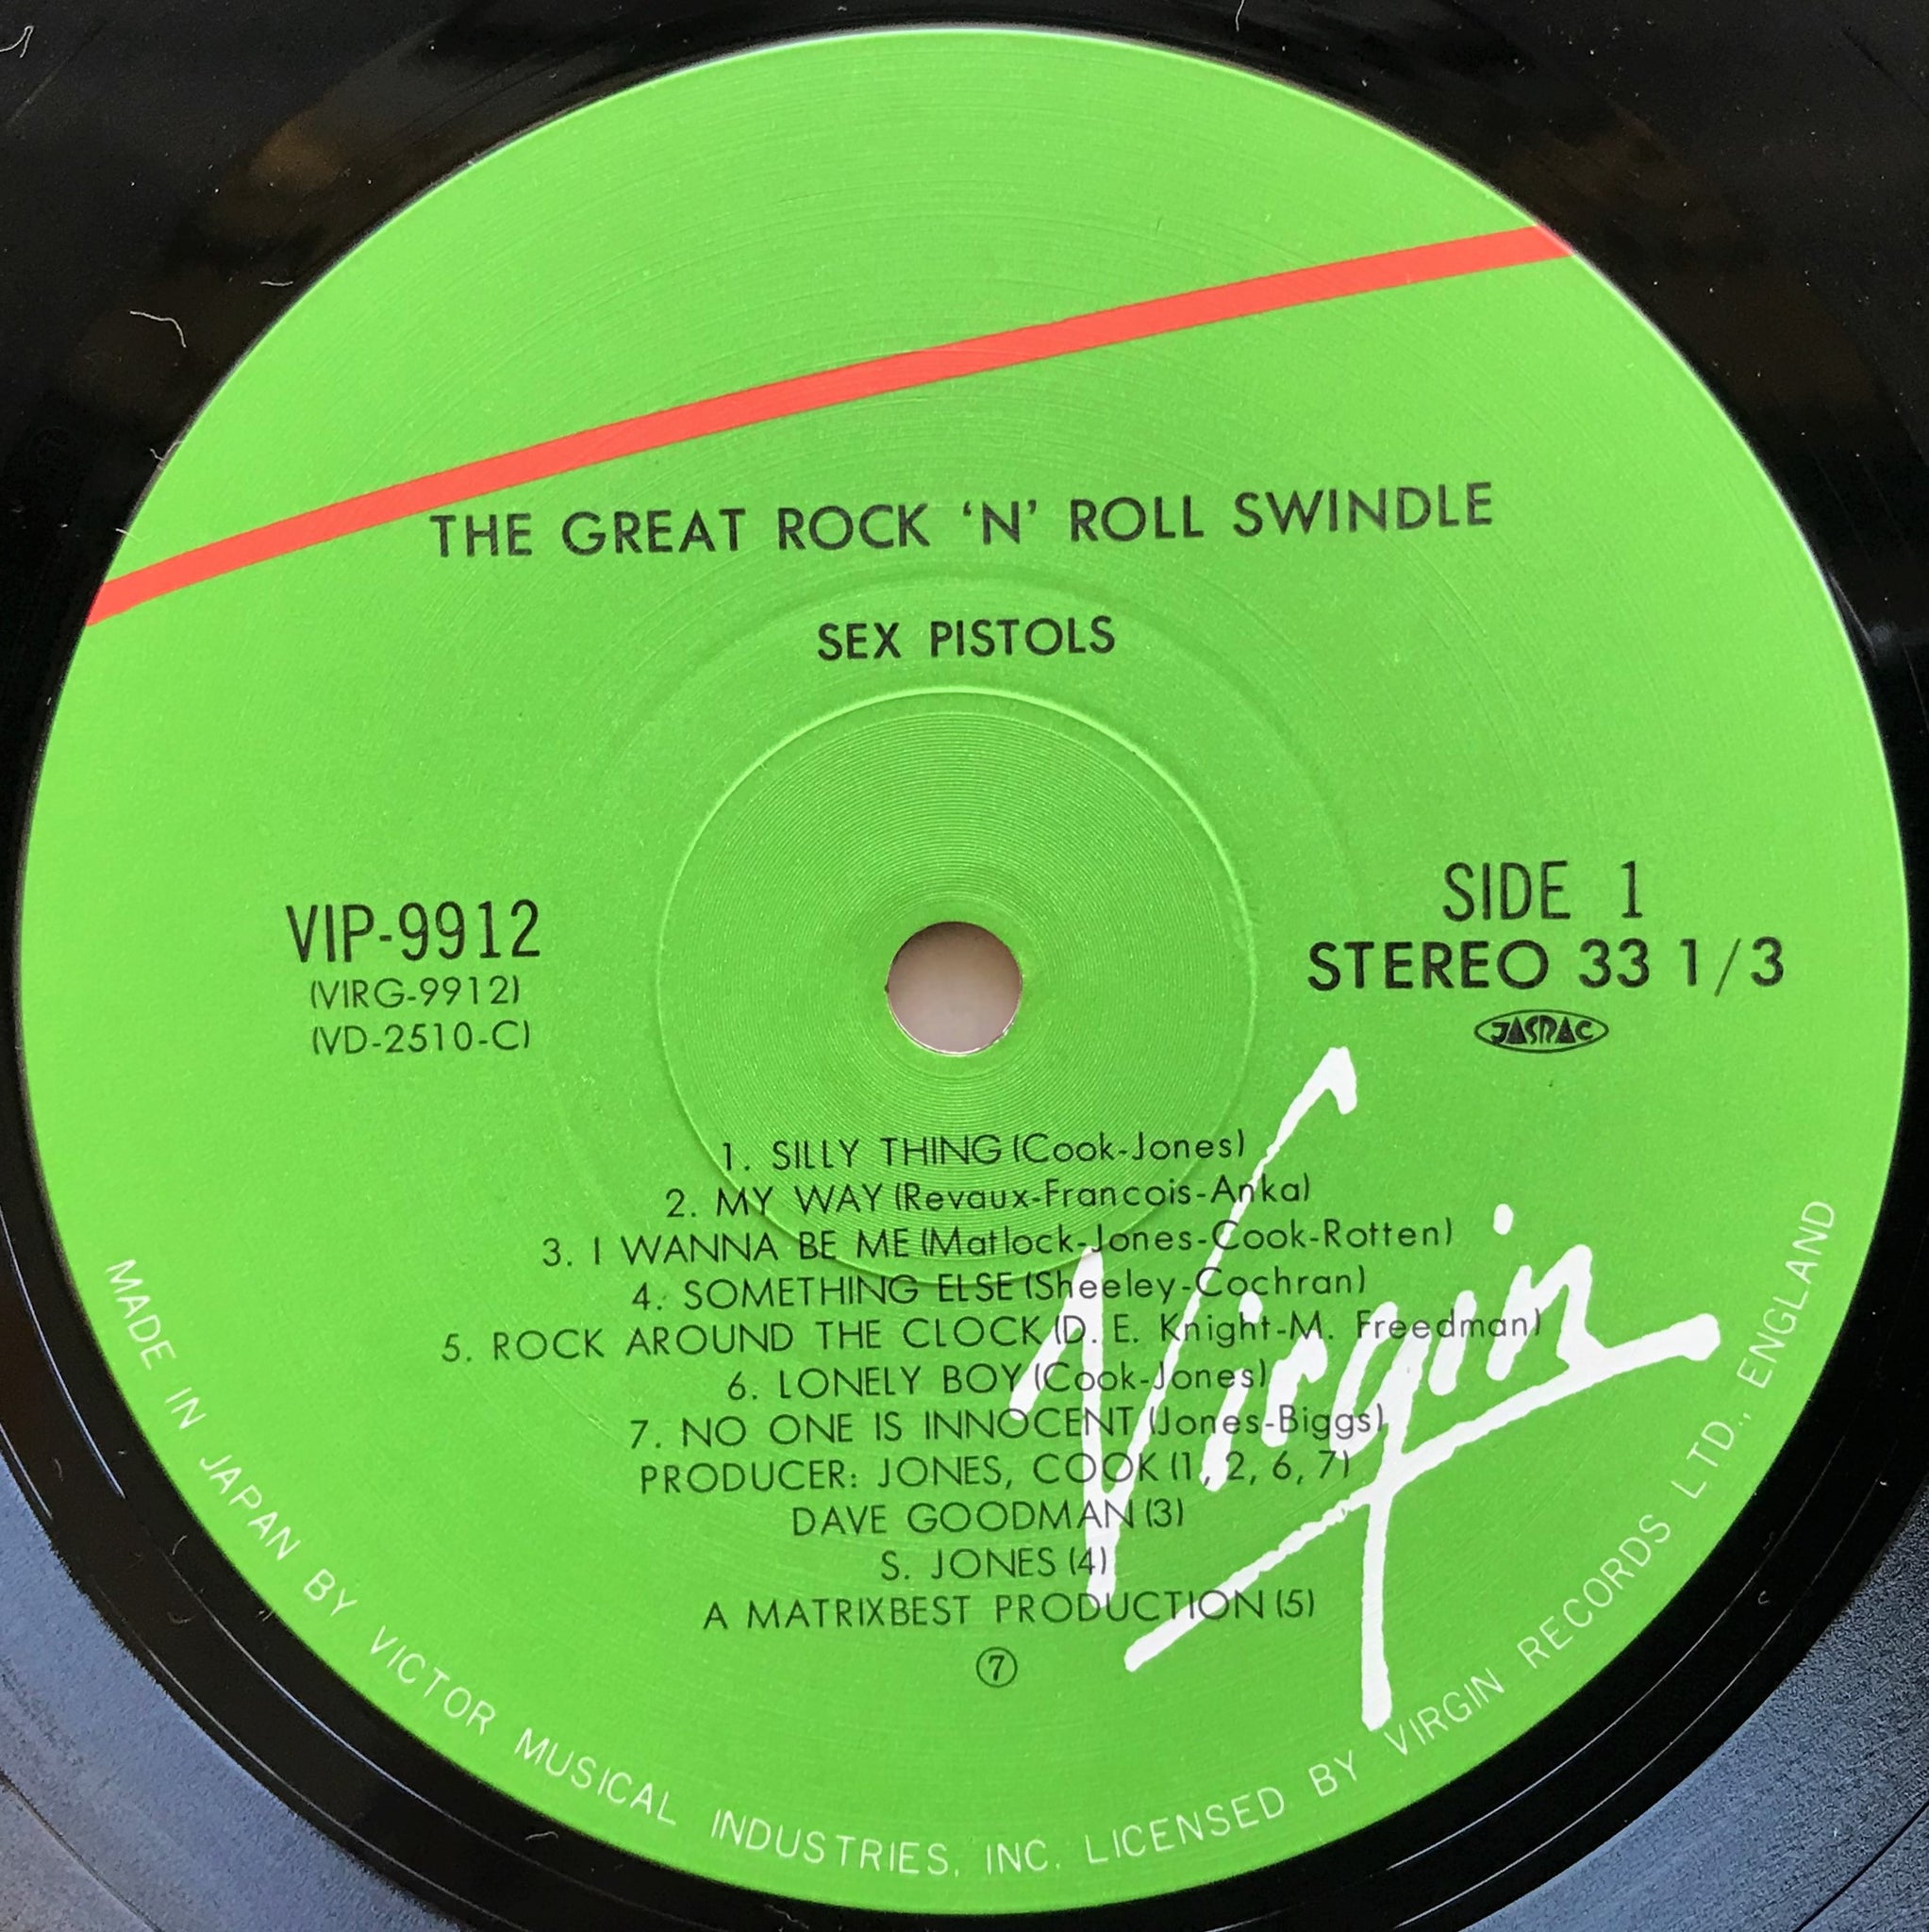 THE GREAT ROCK ‘N’ ROLL SWINDLE
SEX PISTOLS
VIP-9912
(VIRG-9912)
(VD-2510-C)
SIDE 1
STEREO 33 1/3
JASRAC
1. SILLY THING (Cook-Jones)
2. MY WAY (Revaux-Francois-Anka)
3. I WANNA BE ME (Matlock-Jones-Cook-Rotten)
4. SOMETHING ELSE (Sheeley-Cochran)
5. ROCK AROUND THE CLOCK (D. E. Knight-M. Freedman)
6. LONELY BOY (Cook-Jones)
7. NO ONE IS INNOCENT (Jones-Biggs)
PRODUCER: JONES, COOK (1, 2, 6, 7)
DAVE GOODMAN (3)
S. JONES (4)
A MATRIXBEST PRODUCTION (5)
⑦
Virgin
MADE IN JAPAN BY VICTOR MUSICAL INDUSTRIES, INC. LICENSED BY VIRGIN RECORDS LTD., ENGLAND